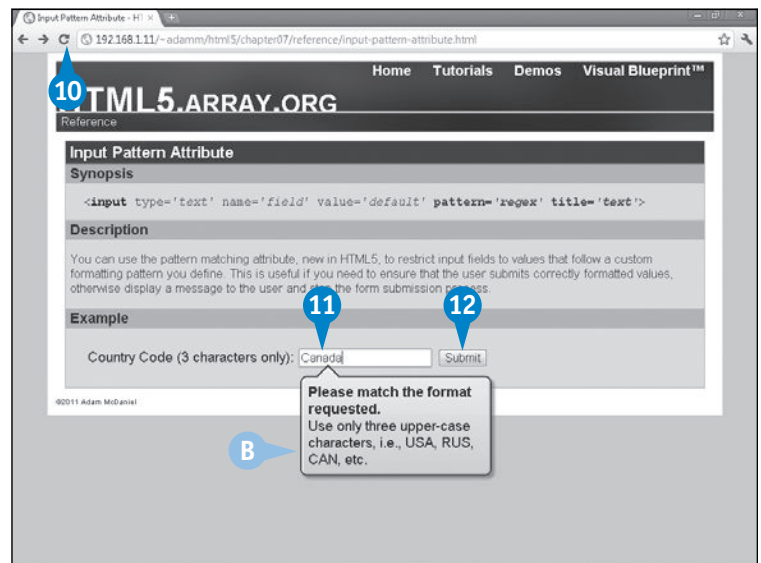 Input Pattern Attribute - HT
192.168.1.11/~adamm/html5/chapter07/reference/input-pattern-attribute.html
10
Home Tutorials Demos Visual Blueprint™
HTML5.ARRAY.ORG
Reference
Input Pattern Attribute
Synopsis
<input type='text' name='field' value='default' pattern='regex' title='text'>
Description
You can use the pattern matching attribute, new in HTML5, to restrict input fields to values that follow a custom
formatting pattern you define. This is useful if you need to ensure that the user submits correctly formatted values,
otherwise display a message to the user and stop the form submission process.
11
12
Example
Country Code (3 characters only): Canada Submit
Please match the format
requested.
Use only three upper-case
characters, i.e., USA, RUS,
CAN, etc.
B
©2011 Adam McDaniel